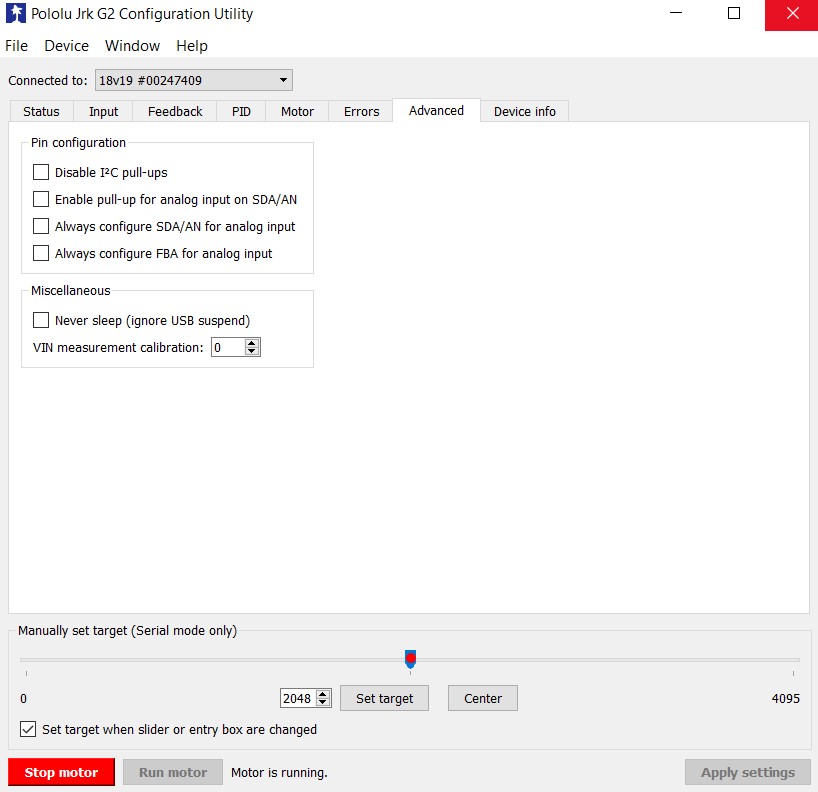 Pololu Jrk G2 Configuration Utility
File Device Window Help
Connected to: 18v19 #00247409
Status Input Feedback PID Motor Errors Advanced Device info
Pin configuration
Disable I²C pull-ups
Enable pull-up for analog input on SDA/AN
Always configure SDA/AN for analog input
Always configure FBA for analog input
Miscellaneous
Never sleep (ignore USB suspend)
VIN measurement calibration: 0
Manually set target (Serial mode only)
0 2048 Set target Center 4095
Set target when slider or entry box are changed
Stop motor Run motor Motor is running. Apply settings